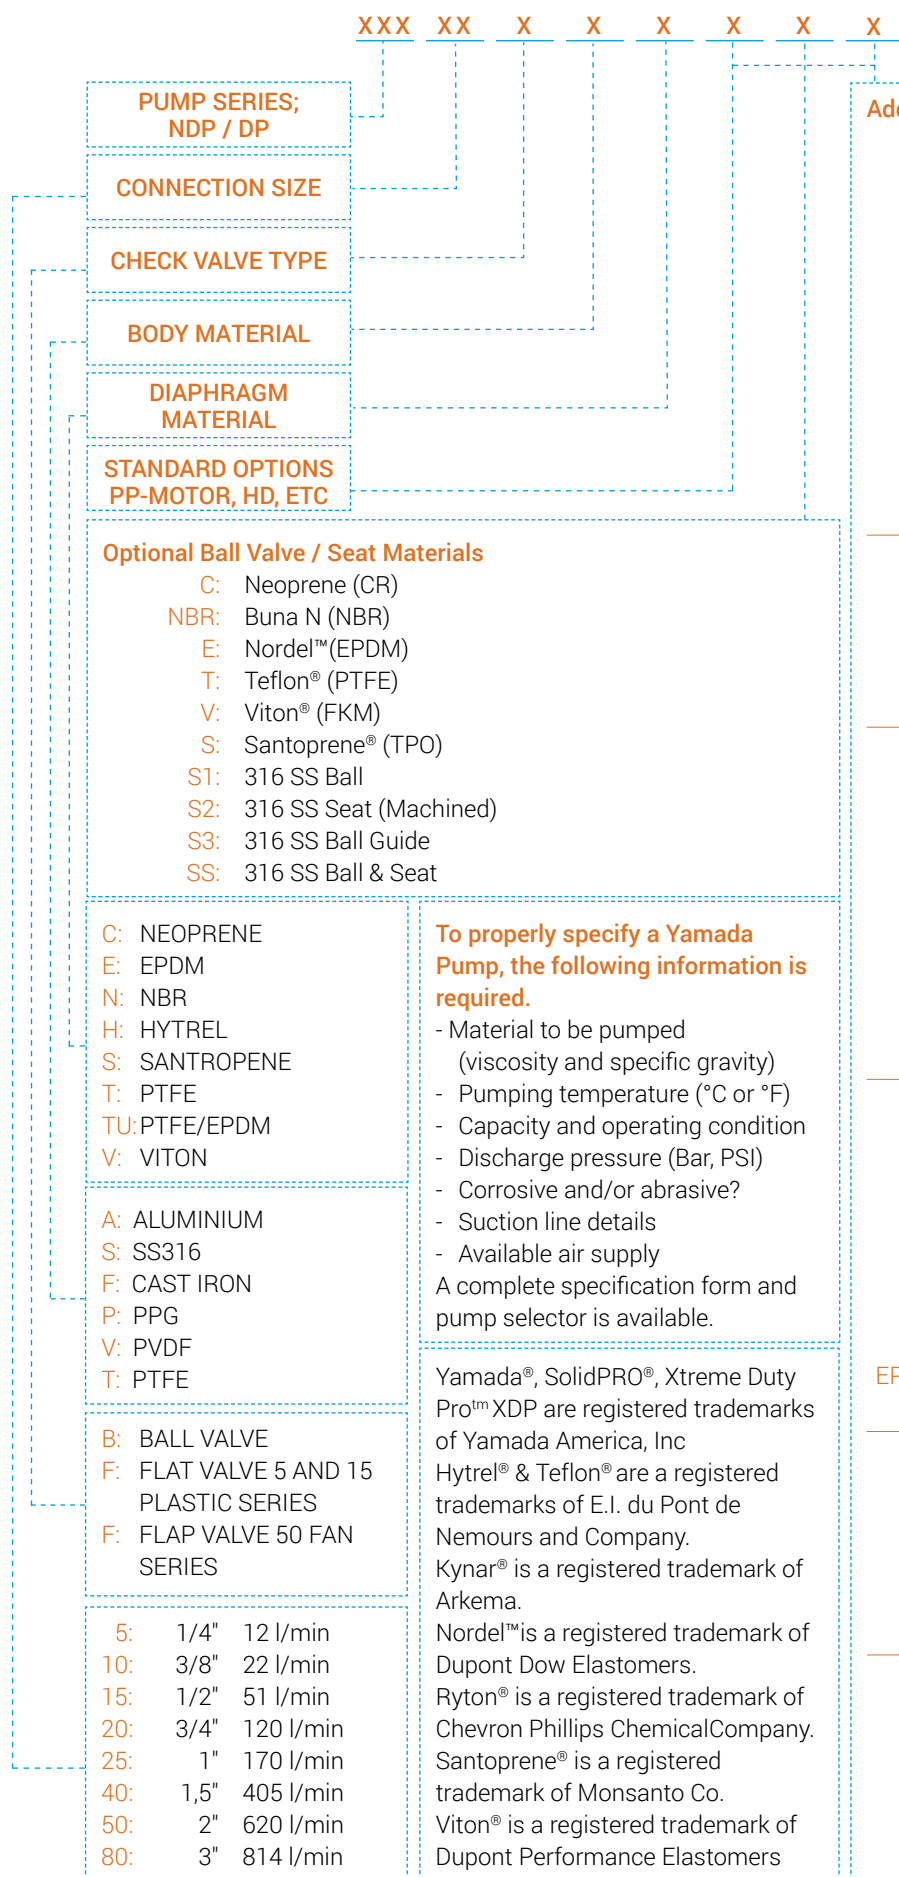 XXX XX X X X X X X
PUMP SERIES;
NDP / DP
Ad
CONNECTION SIZE
CHECK VALVE TYPE
BODY MATERIAL
DIAPHRAGM
MATERIAL
STANDARD OPTIONS
PP-MOTOR, HD, ETC
Optional Ball Valve / Seat Materials
C: Neoprene (CR)
NBR: Buna N (NBR)
E: Nordel™(EPDM)
T: Teflon® (PTFE)
V: Viton® (FKM)
S: Santoprene® (TPO)
S1: 316 SS Ball
S2: 316 SS Seat (Machined)
S3: 316 SS Ball Guide
SS: 316 SS Ball & Seat
C: NEOPRENE
E: EPDM
N: NBR
H: HYTREL
S: SANTROPENE
T: PTFE
TU: PTFE/EPDM
V: VITON
To properly specify a Yamada
Pump, the following information is
required.
- Material to be pumped
(viscosity and specific gravity)
- Pumping temperature (°C or °F)
- Capacity and operating condition
- Discharge pressure (Bar, PSI)
- Corrosive and/or abrasive?
- Suction line details
- Available air supply
A complete specification form and
pump selector is available.
A: ALUMINIUM
S: SS316
F: CAST IRON
P: PPG
V: PVDF
T: PTFE
B: BALL VALVE
F: FLAT VALVE 5 AND 15
PLASTIC SERIES
F: FLAP VALVE 50 FAN
SERIES
Yamada®, SolidPRO®, Xtreme Duty
Pro™ XDP are registered trademarks
of Yamada America, Inc
Hytrel® & Teflon® are a registered
trademarks of E.I. du Pont de
Nemours and Company.
Kynar® is a registered trademark of
Arkema.
Nordel™is a registered trademark of
Dupont Dow Elastomers.
Ryton® is a registered trademark of
Chevron Phillips ChemicalCompany.
Santoprene® is a registered
trademark of Monsanto Co.
Viton® is a registered trademark of
Dupont Performance Elastomers
EP
5: 1/4" 12 l/min
10: 3/8" 22 l/min
15: 1/2" 51 l/min
20: 3/4" 120 l/min
25: 1" 170 l/min
40: 1,5" 405 l/min
50: 2" 620 l/min
80: 3" 814 l/min